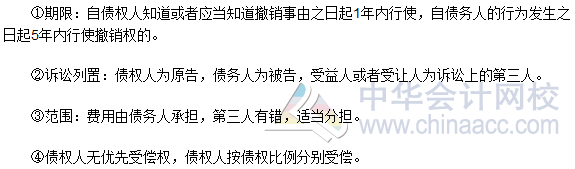 ①期限：自债权人知道或者应当知道撤销事由之日起1年内行使，自债务人的行为发生之
日起5年内行使撤销权的。
②诉讼列置：债权人为原告，债务人为被告，受益人或者受让人为诉讼上的第三人。
③范围：费用由债务人承担，第三人有错，适当分担。
中华会计网校
www.chinaacc.com
④债权人无优先受偿权，债权人按债权比例分别受偿。